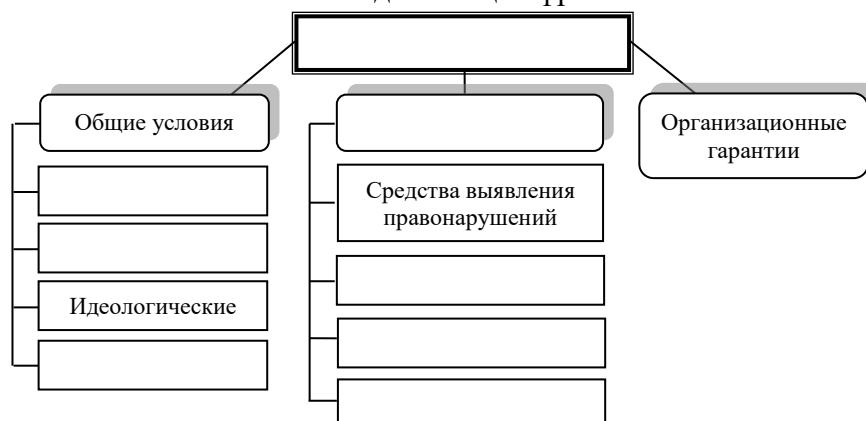 Общие условия
Организационные
гарантии
Средства выявления
правонарушений
Идеологические